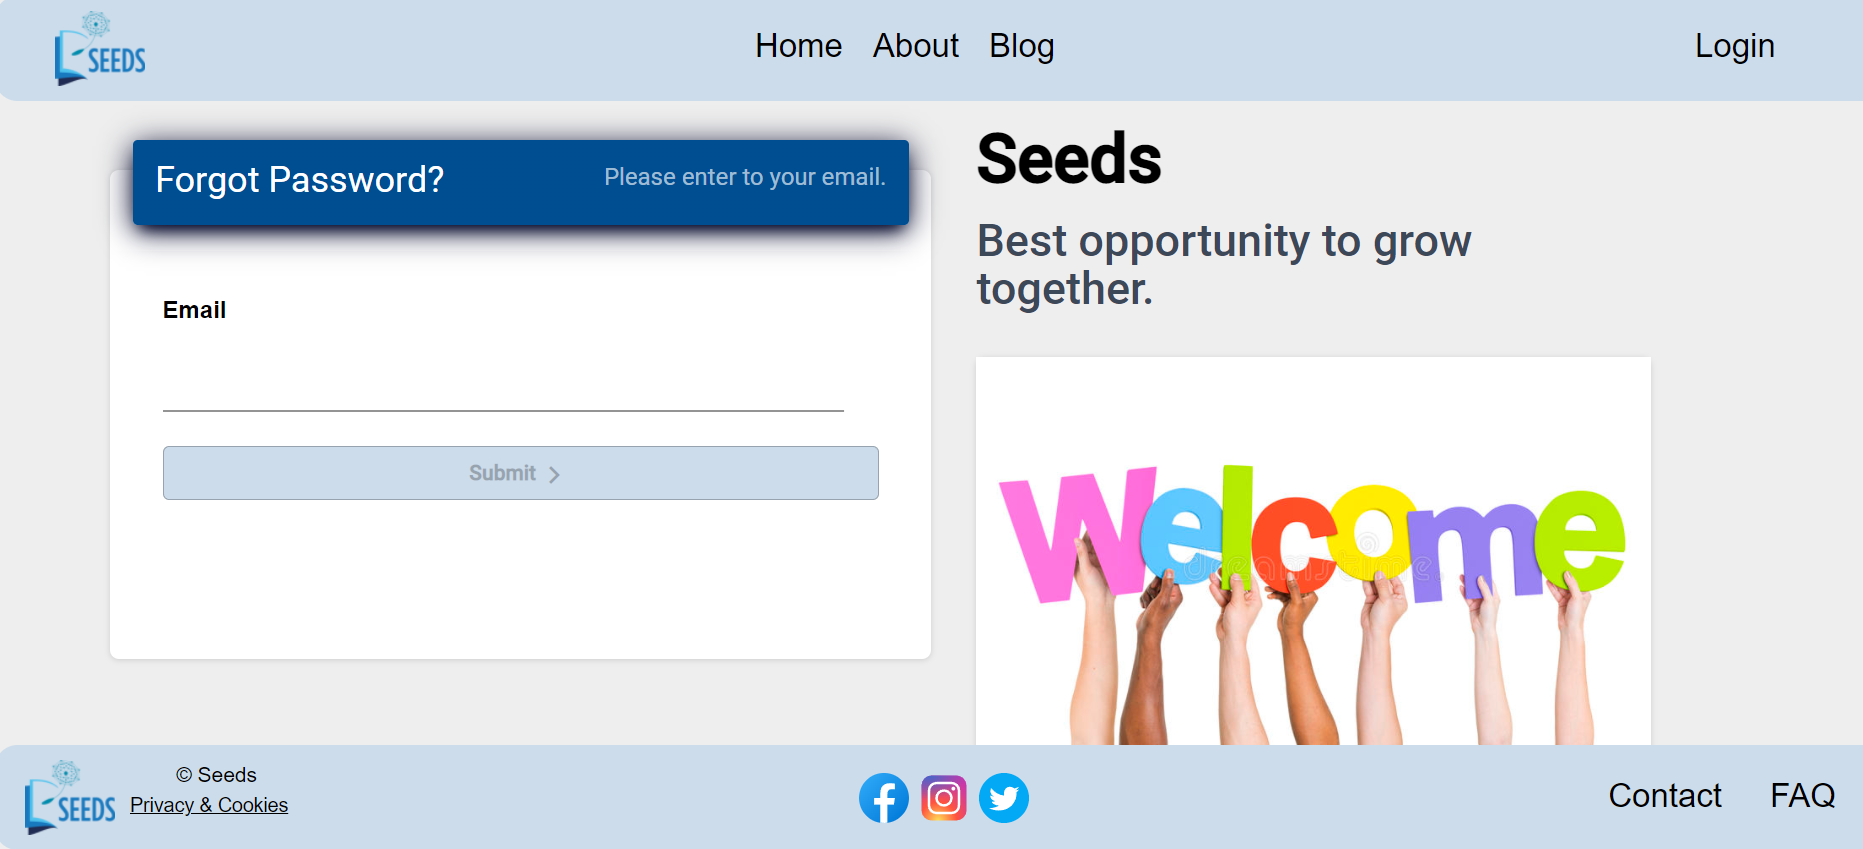 SEEDS
Home About Blog
Login
Forgot Password?
Please enter to your email.
Email
Submit
Seeds
Best opportunity to grow
together.
Welcome
dreamstime.
SEEDS
© Seeds
Privacy & Cookies
Contact FAQ